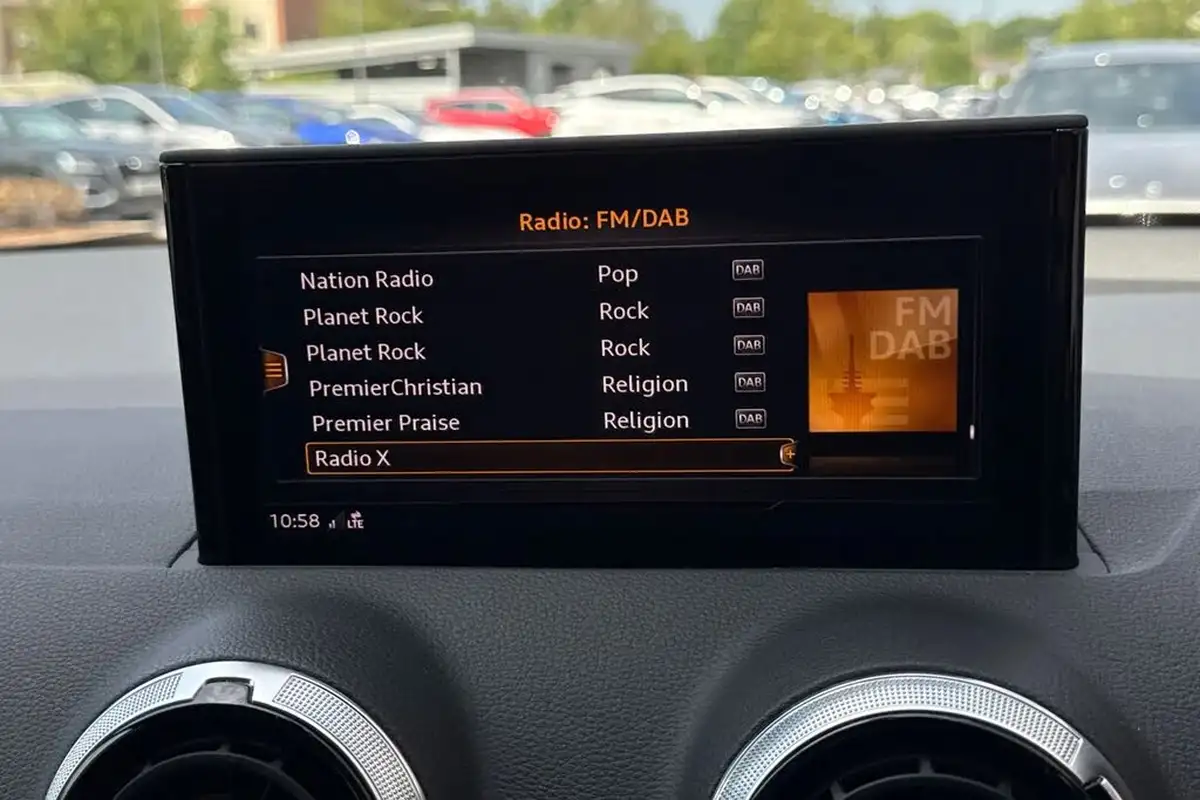 Radio: FM/DAB
Nation Radio Pop DAB
Planet Rock Rock DAB
Planet Rock Rock DAB
PremierChristian Religion DAB
Premier Praise Religion DAB
Radio X
FM
DAB
10:58 LTE